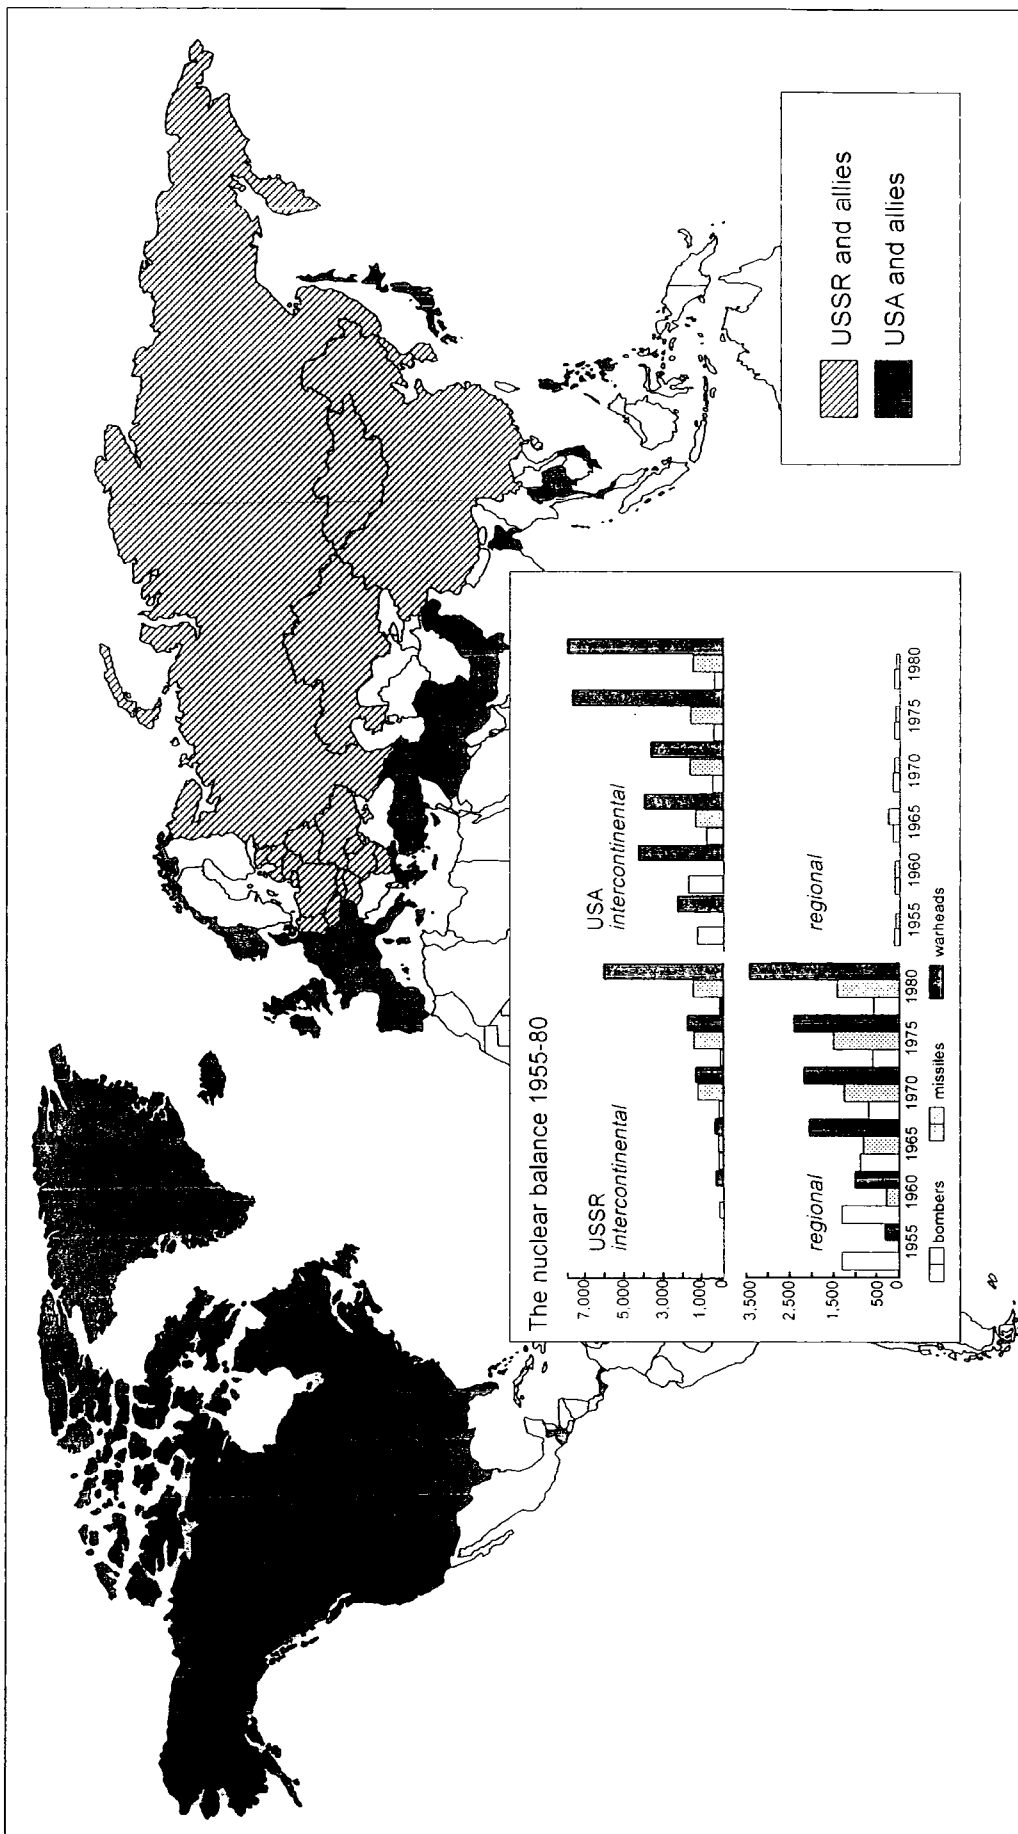 USSR and allies
USA and allies
The nuclear balance 1955-80
USSR
intercontinental
USA
intercontinental
7.000
5.000
3.000
1.000
0
regional
regional
3.500
2.500
1.500
500
0
1955 1960 1965 1970 1975 1980 1955 1960 1965 1970 1975 1980
bombers missiles warheads